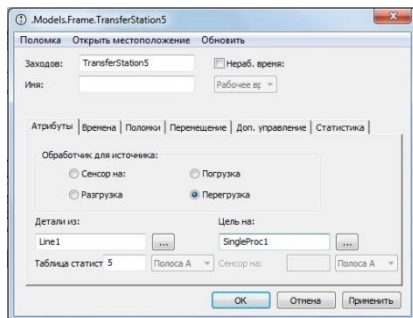 .Models.Frame.TransferStation5
Поломка Открыть местоположение Обновить
Заходов: TransferStation5 Нераб. время:
Имя: Рабочее вр
Атрибуты Времена Поломки Перемещение Доп. управление Статистика
Обработчик для источника:
Сенсор на: Погрузка
Разгрузка Перегрузка
Детали из: Цель на:
Line1 ... SingleProc1 ...
Таблица статист 5 Полоса А Сенсор на: Полоса А
ОК Отмена Применить